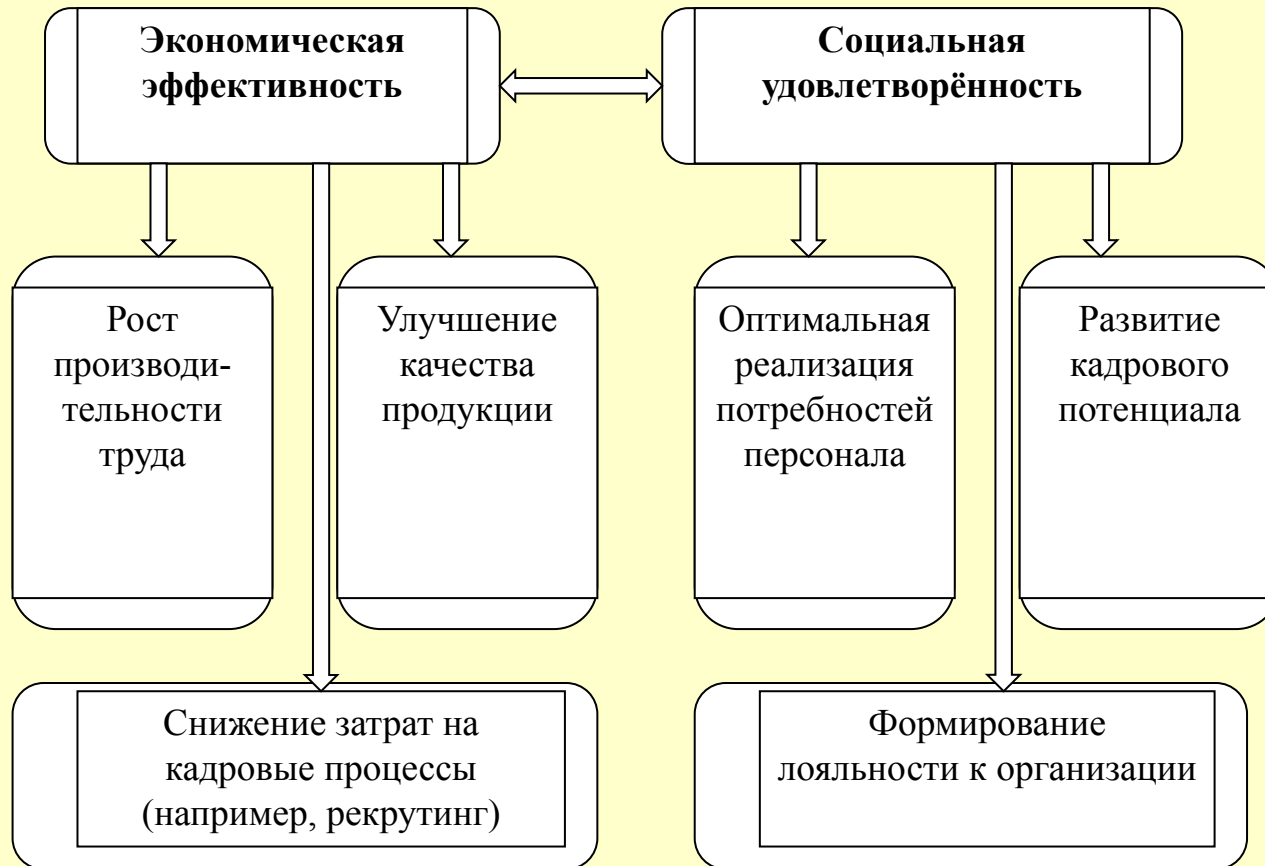 Экономическая
эффективность
Социальная
удовлетворённость
Рост
производи-
тельности
труда
Улучшение
качества
продукции
Оптимальная
реализация
потребностей
персонала
Развитие
кадрового
потенциала
Снижение затрат на
кадровые процессы
(например, рекрутинг)
Формирование
лояльности к организации